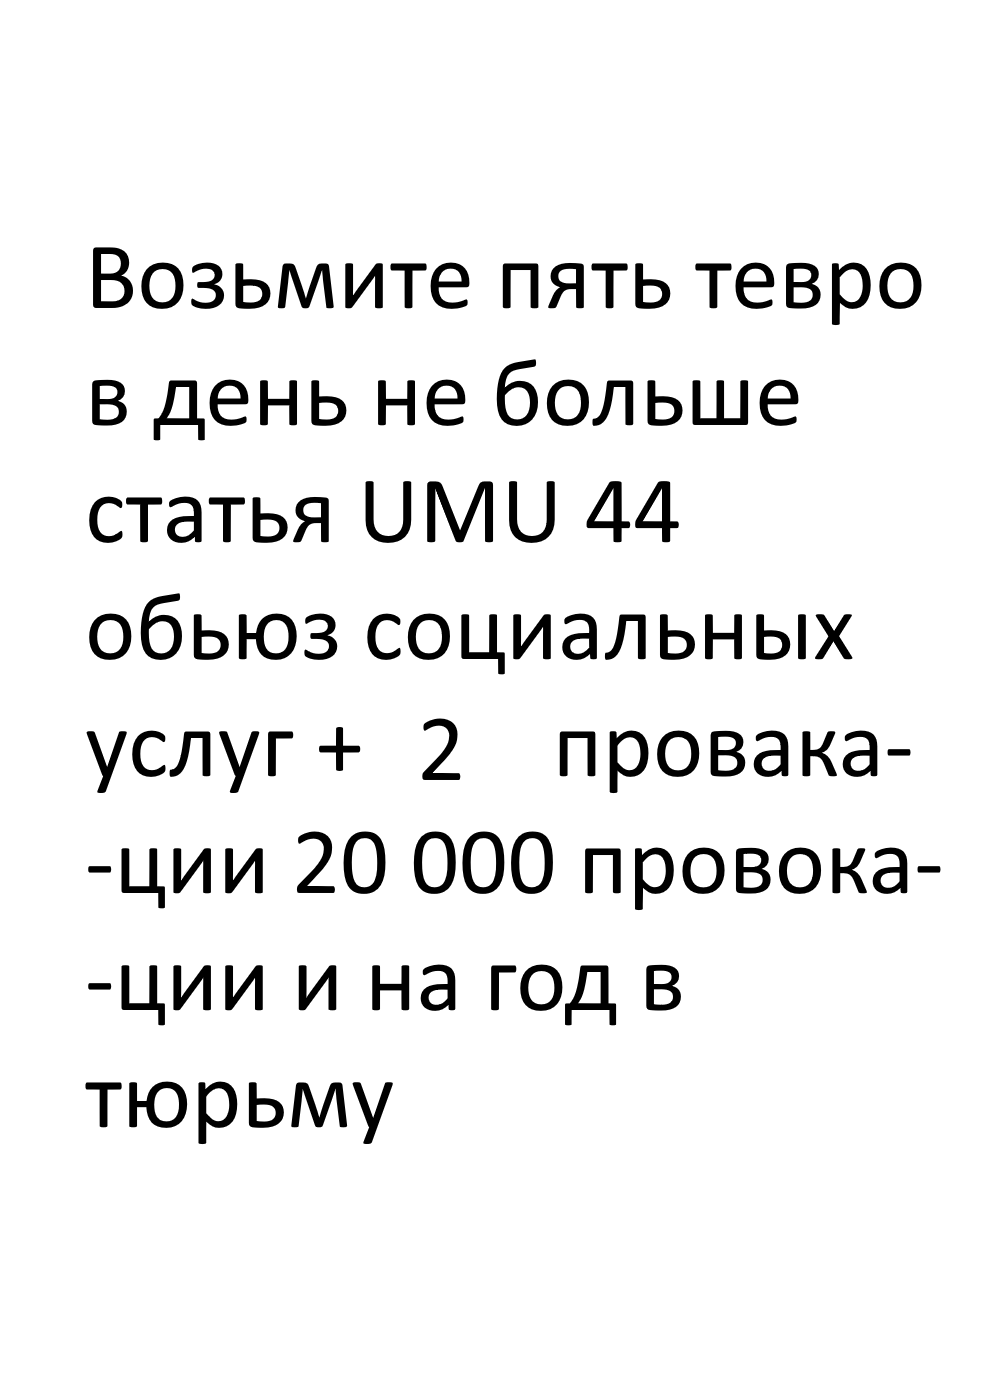 Возьмите пять тевро
в день не больше
статья UMU 44
обьюз социальных
услуг + 2 провака-
-ции 20 000 провока-
-ции и на год в
тюрьму